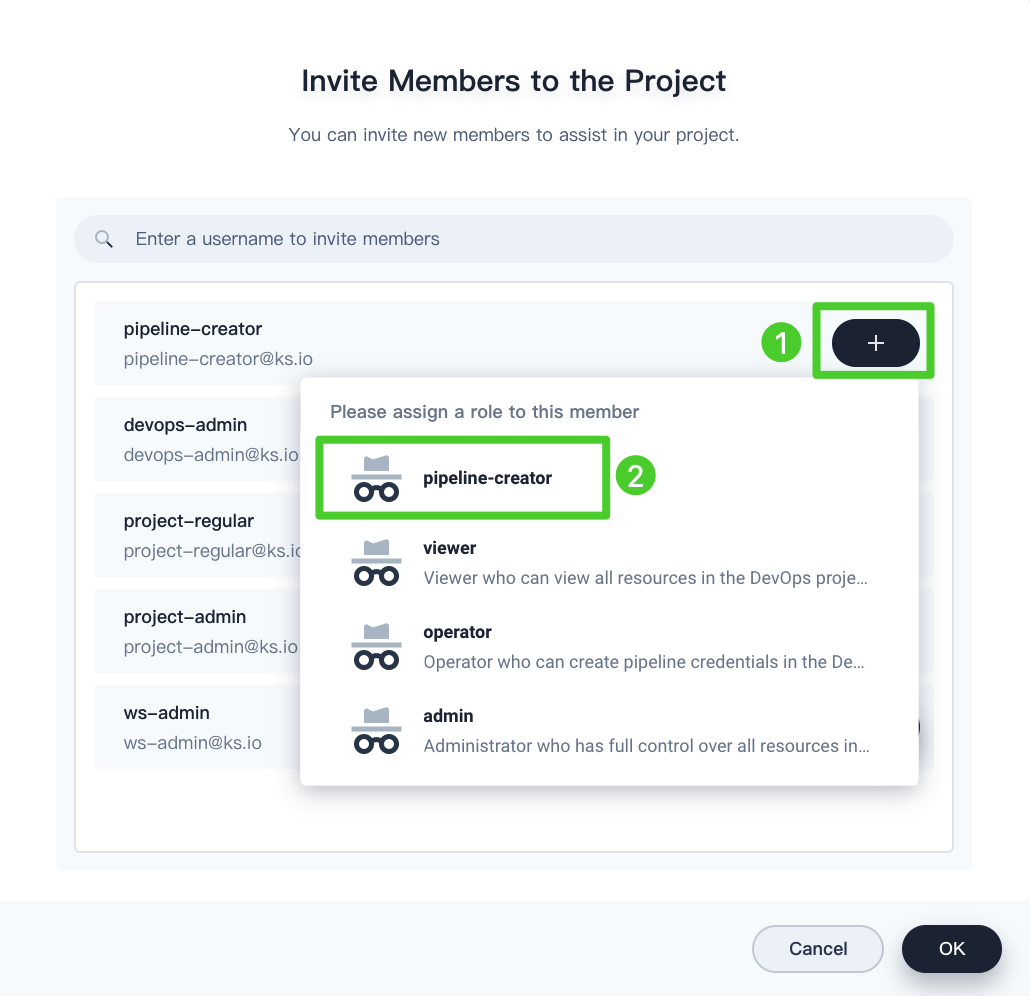 Invite Members to the Project
You can invite new members to assist in your project.
Enter a username to invite members
pipeline-creator
pipeline-creator@ks.io
1
+
Please assign a role to this member
devops-admin
devops-admin@ks.io
pipeline-creator
2
project-regular
project-regular@ks.io
viewer
Viewer who can view all resources in the DevOps proje...
project-admin
project-admin@ks.io
operator
Operator who can create pipeline credentials in the De...
ws-admin
ws-admin@ks.io
admin
Administrator who has full control over all resources in...
Cancel
OK